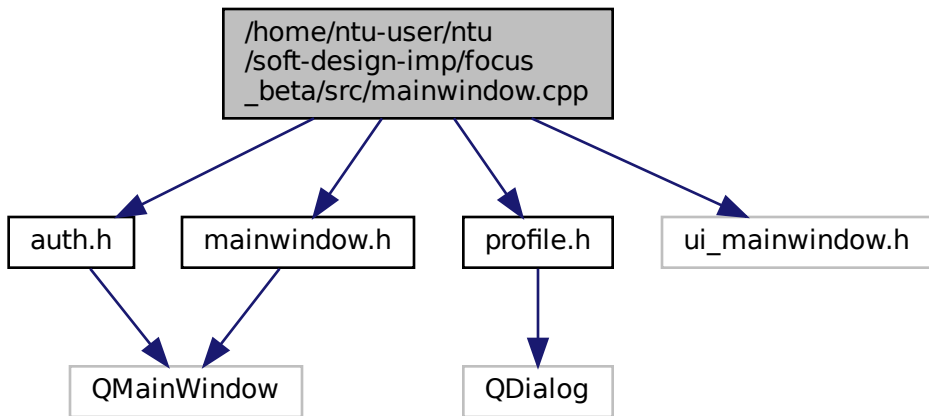 /home/ntu-user/ntu
/soft-design-imp/focus
_beta/src/mainwindow.cpp
auth.h
mainwindow.h
profile.h
ui_mainwindow.h
QMainWindow
QDialog